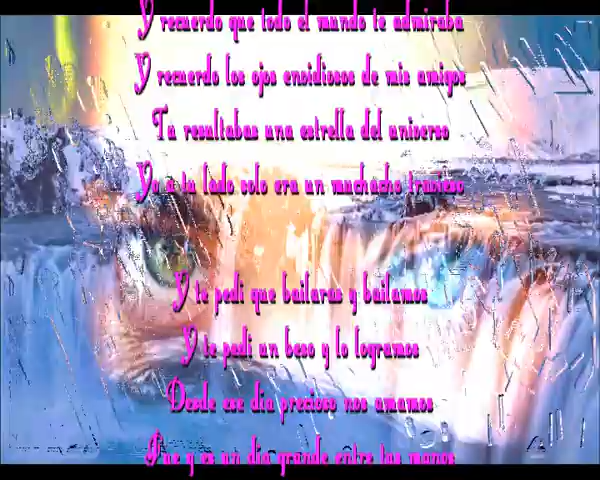 Y recuerdo que todo el mundo te admiraba
Y recuerdo los ojos envidiosos de mis amigos
Tu resultabas una estrella del universo
Yo a tu lado solo era un muchacho travieso
Y te pedi que bailaras y bailamos
Y te pedi un beso y lo logramos
Desde ese dia precioso nos amamos
Fue y es un dia grande entre tus manos